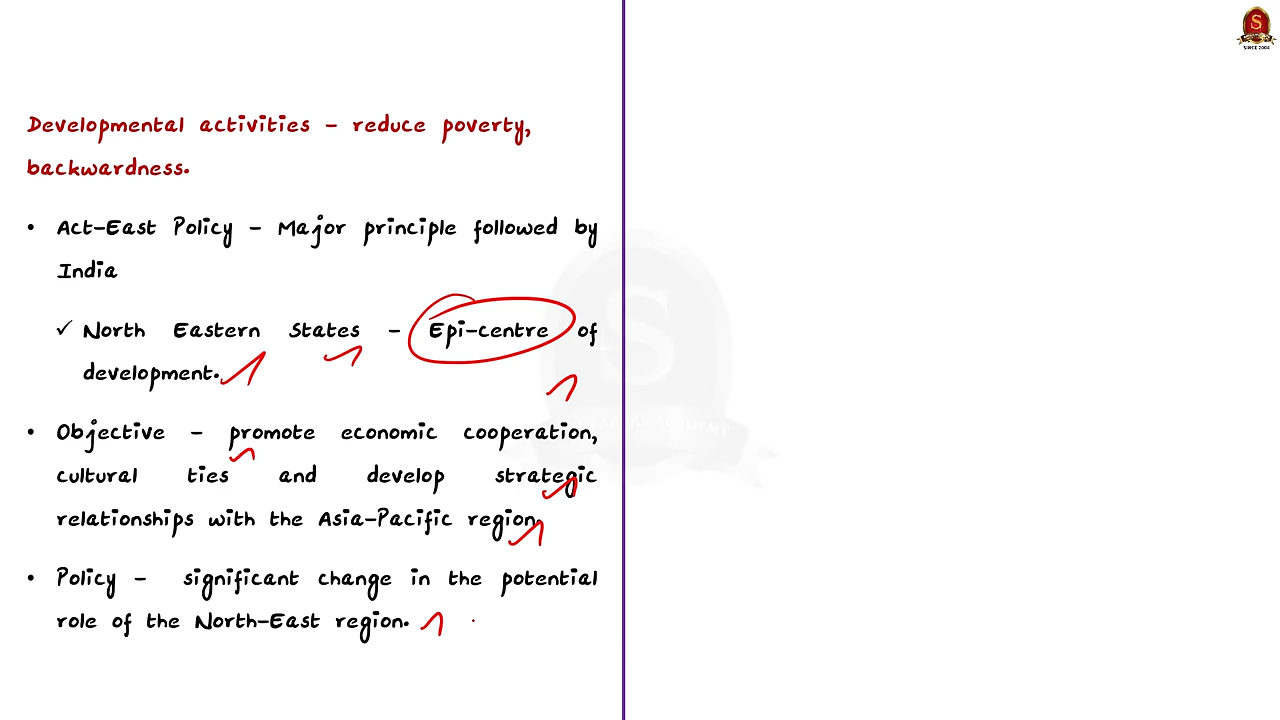 Developmental activities – reduce poverty,
backwardness.
• Act-East Policy – Major principle followed by
India
✓ North Eastern States – Epi-centre of
development.
• Objective – promote economic cooperation,
cultural ties and develop strategic
relationships with the Asia-Pacific region.
• Policy – significant change in the potential
role of the North-East region.
S
SINCE 2004
S